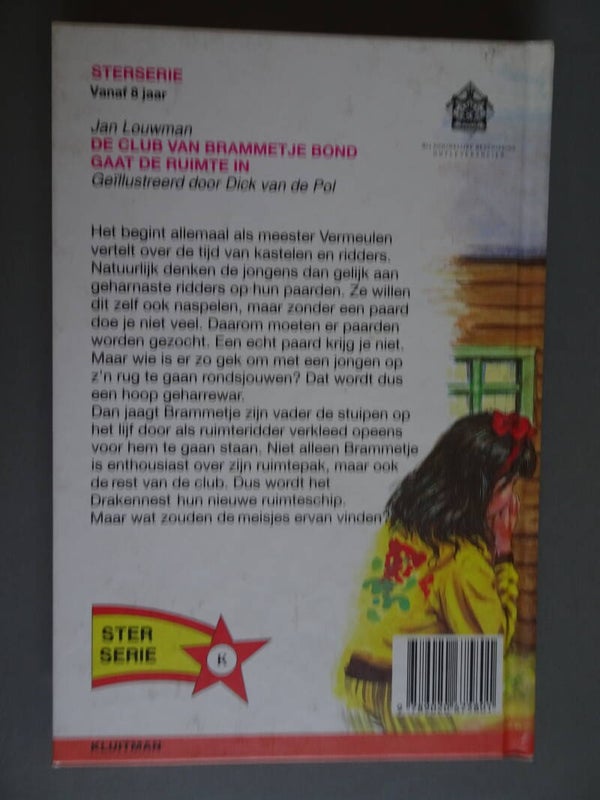 STERSERIE
Vanaf 8 jaar
Jan Louwman
DE CLUB VAN BRAMMETJE BOND
GAAT DE RUIMTE IN
Geïllustreerd door Dick van de Pol
Het begint allemaal als meester Vermeulen
vertelt over de tijd van kastelen en ridders.
Natuurlijk denken de jongens dan gelijk aan
geharnaste ridders op hun paarden. Ze willen
dit zelf ook naspelen, maar zonder een paard
doe je niet veel. Daarom moeten er paarden
worden gezocht. Een echt paard krijg je niet.
Maar wie is er zo gek om met een jongen op
z'n rug te gaan rondsjouwen? Dat wordt dus
een hoop geharrewar.
Dan jaagt Brammetje zijn vader de stuipen op
het lijf door als ruimteridder verkleed opeens
voor hem te gaan staan. Niet alleen Brammetje
is enthousiast over zijn ruimtepak, maar ook
de rest van de club. Dus wordt het
Drakennest hun nieuwe ruimteschip.
Maar wat zouden de meisjes ervan vinden?
STER
SERIE
K
KLUITMAN